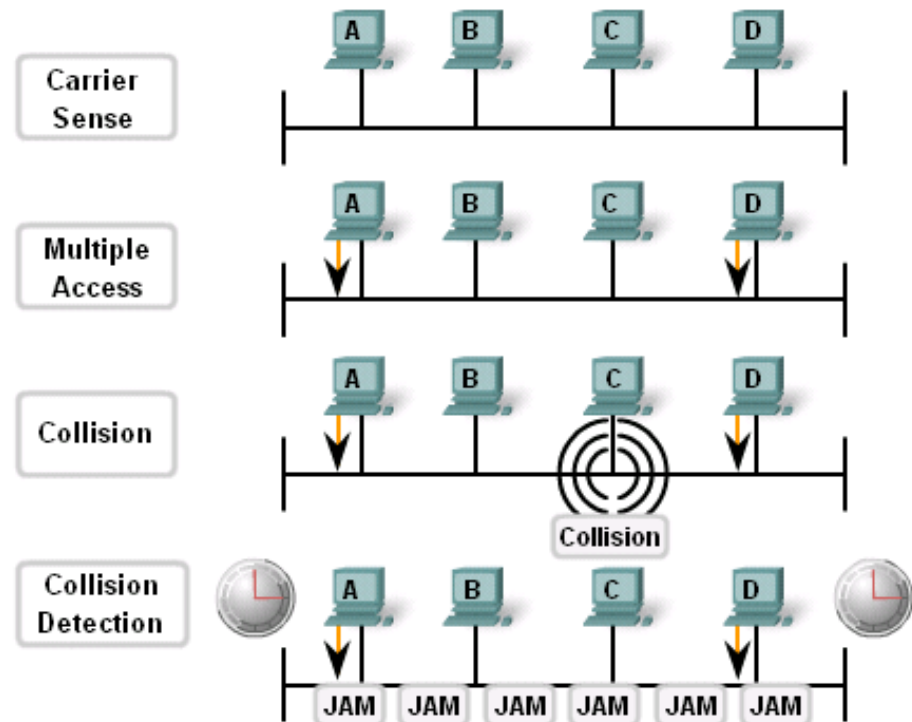 A B C D
Carrier
Sense
A B C D
Multiple
Access
A B C D
Collision
Collision
Collision
Detection
A B C D
JAM JAM JAM JAM JAM JAM